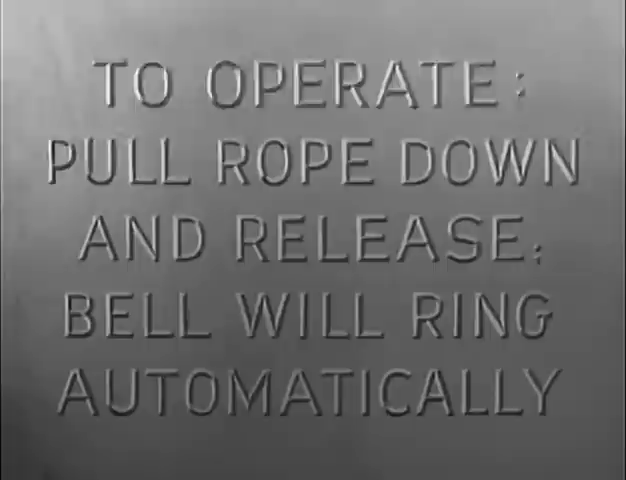 TO OPERATE:
PULL ROPE DOWN
AND RELEASE;
BELL WILL RING
AUTOMATICALLY